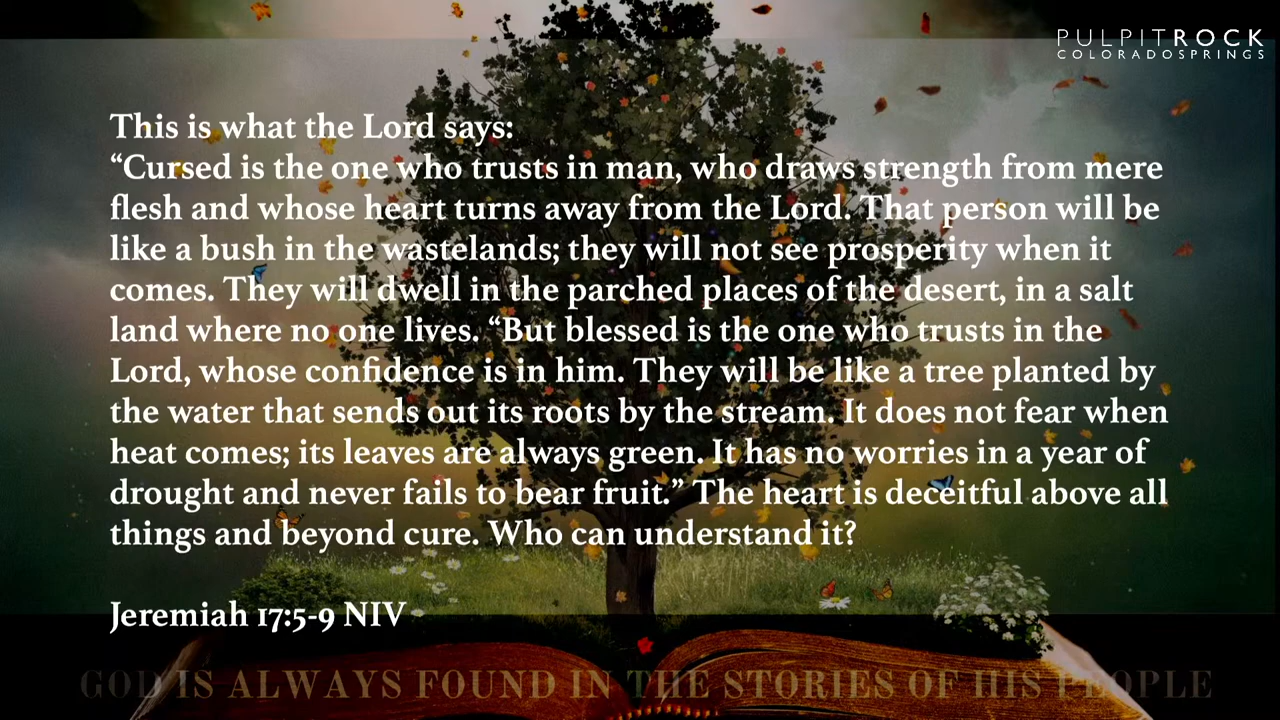 PULPITROCK
COLORADOSPRINGS
This is what the Lord says:
“Cursed is the one who trusts in man, who draws strength from mere
flesh and whose heart turns away from the Lord. That person will be
like a bush in the wastelands; they will not see prosperity when it
comes. They will dwell in the parched places of the desert, in a salt
land where no one lives. “But blessed is the one who trusts in the
Lord, whose confidence is in him. They will be like a tree planted by
the water that sends out its roots by the stream. It does not fear when
heat comes; its leaves are always green. It has no worries in a year of
drought and never fails to bear fruit.” The heart is deceitful above all
things and beyond cure. Who can understand it?
Jeremiah 17:5-9 NIV
GOD IS ALWAYS FOUND IN THE STORIES OF HIS PEOPLE